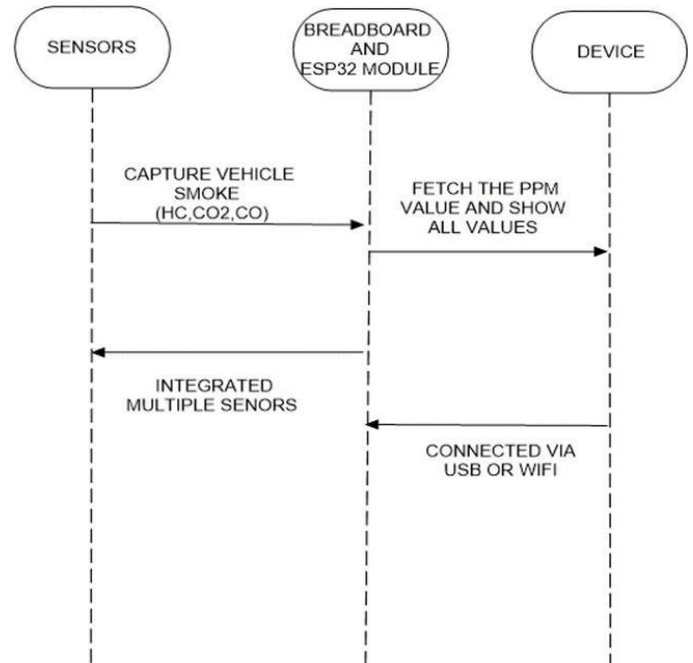 SENSORS
BREADBOARD
AND
ESP32 MODULE
DEVICE
CAPTURE VEHICLE
SMOKE
(HC,CO2,CO)
FETCH THE PPM
VALUE AND SHOW
ALL VALUES
INTEGRATED
MULTIPLE SENORS
CONNECTED VIA
USB OR WIFI